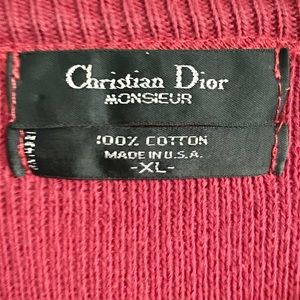 Christian Dior
MONSIEUR
100% COTTON
MADE IN U.S.A.
-XL-